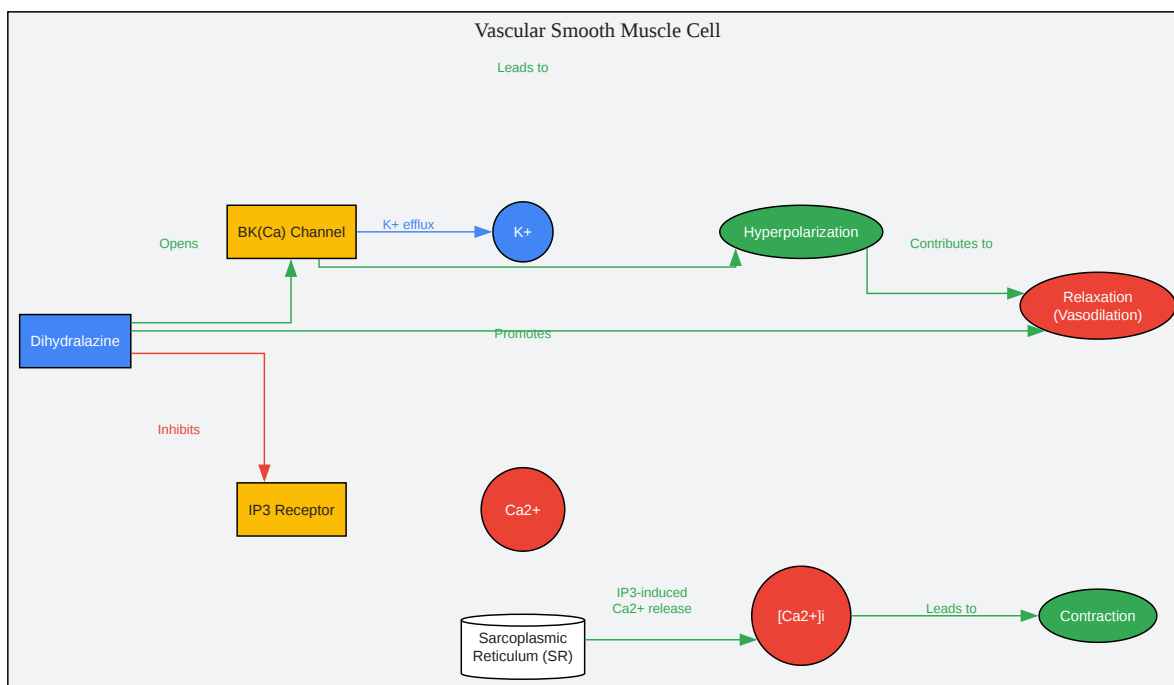 Vascular Smooth Muscle Cell
Leads to
BK(Ca) Channel
K+ efflux
K+
Hyperpolarization
Opens
Contributes to
Relaxation
(Vasodilation)
Dihydralazine
Promotes
Inhibits
IP3 Receptor
Ca2+
IP3-induced
Ca2+ release
[Ca2+]i
Leads to
Contraction
Sarcoplasmic
Reticulum (SR)